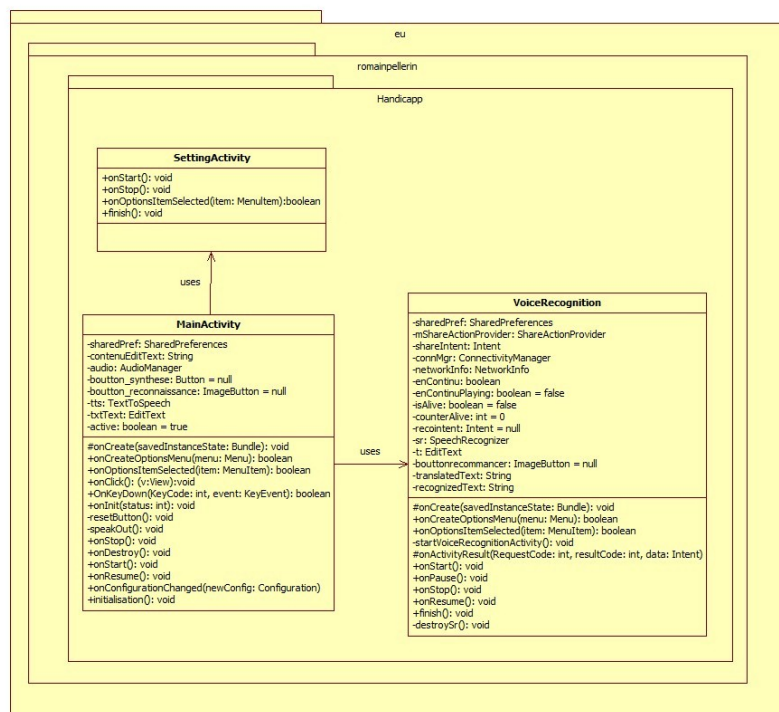 eu
romainpellerin
Handicapp
SettingActivity
+onStart(): void
+onStop(): void
+onOptionsItemSelected(item: MenuItem):boolean
+finish(): void
uses
MainActivity
-sharedPref: SharedPreferences
-contenuEditText: String
-audio: AudioManager
-boutton_synthese: Button = null
-boutton_reconnaissance: ImageButton = null
-tts: TextToSpeech
-txtText: EditText
-active: boolean = true
#onCreate(savedInstanceState: Bundle): void
+onCreateOptionsMenu(menu: Menu): boolean
+onOptionsItemSelected(item: MenuItem): boolean
+onClick(): (v:View):void
+OnKeyDown(KeyCode: int, event: KeyEvent): boolean
+onInit(status: int): void
-resetButton(): void
-speakOut(): void
+onStop(): void
+onDestroy(): void
+onStart(): void
+onResume(): void
+onConfigurationChanged(newConfig: Configuration)
+initialisation(): void
uses
VoiceRecognition
-sharedPref: SharedPreferences
-mShareActionProvider: ShareActionProvider
-shareIntent: Intent
-connMgr: ConnectivityManager
-networkInfo: NetworkInfo
-enContinu: boolean
-enContinuPlaying: boolean = false
-isAlive: boolean = false
-counterAlive: int = 0
-recointent: Intent = null
-sr: SpeechRecognizer
-t: EditText
-bouttonrecommancer: ImageButton = null
-translatedText: String
-recognizedText: String
#onCreate(savedInstanceState: Bundle): void
+onCreateOptionsMenu(menu: Menu): boolean
+onOptionsItemSelected(item: MenuItem): boolean
-startVoiceRecognitionActivity(): void
#onActivityResult(RequestCode: int, resultCode: int, data: Intent)
+onStart(): void
+onPause(): void
+onStop(): void
+onResume(): void
+finish(): void
-destroySr(): void